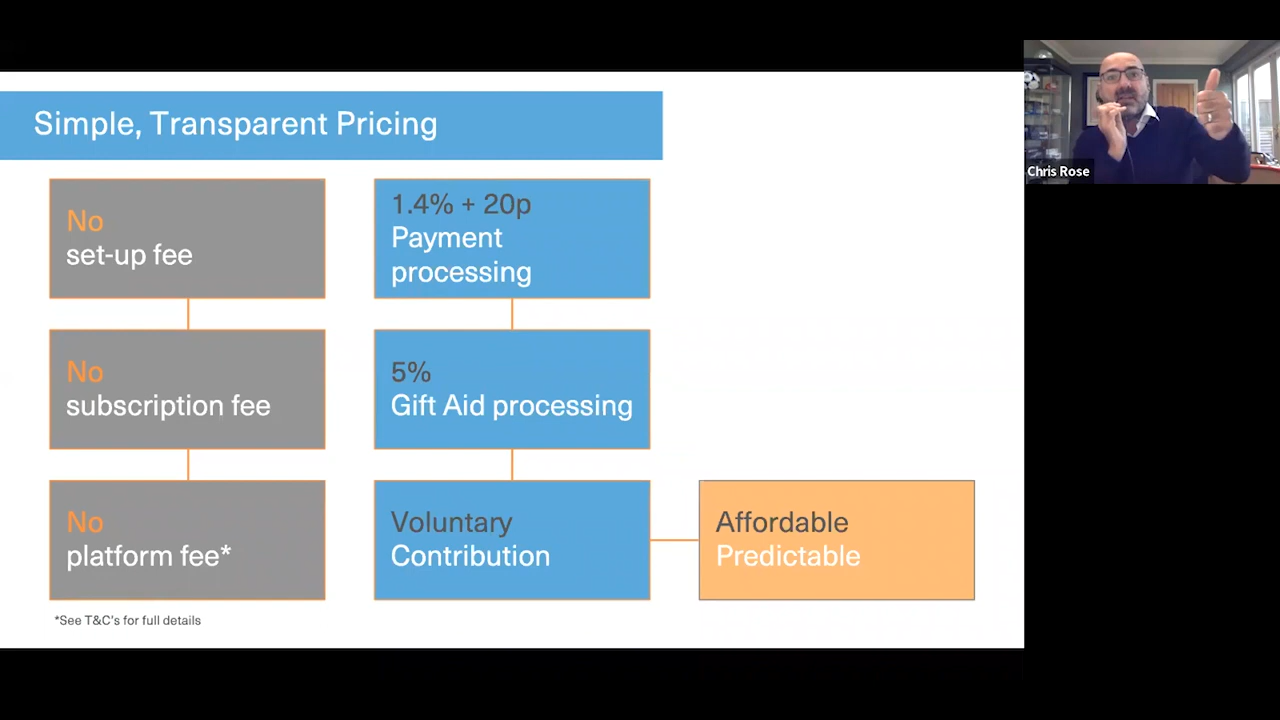 Simple, Transparent Pricing
No
set-up fee
No
subscription fee
No
platform fee*
1.4% + 20p
Payment
processing
5%
Gift Aid processing
Voluntary
Contribution
Affordable
Predictable
*See T&C's for full details
Chris Rose